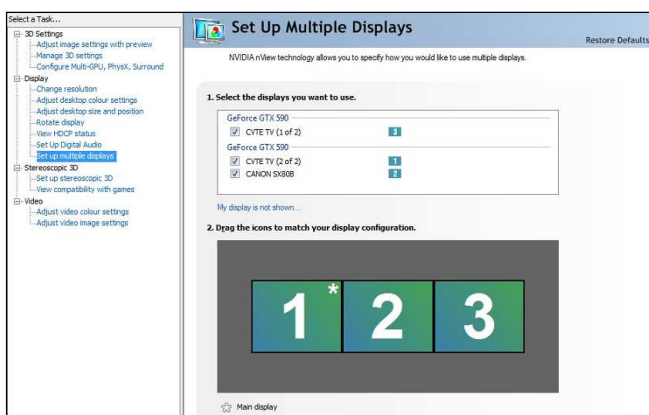 Select a Task...
3D Settings
Adjust image settings with preview
Manage 3D settings
Configure Multi-GPU, PhysX, Surround
Display
Change resolution
Adjust desktop colour settings
Adjust desktop size and position
Rotate display
View HDCP status
Set Up Digital Audio
Set up multiple displays
Stereoscopic 3D
Set up stereoscopic 3D
View compatibility with games
Video
Adjust video colour settings
Adjust video image settings
Set Up Multiple Displays
Restore Defaults
NVIDIA nView technology allows you to specify how you would like to use multiple displays.
1. Select the displays you want to use.
GeForce GTX 590
CVTE TV (1 of 2) 3
GeForce GTX 590
CVTE TV (2 of 2) 1
CANON SX80B 2
My display is not shown...
2. Drag the icons to match your display configuration.
1* 2 3
Main display